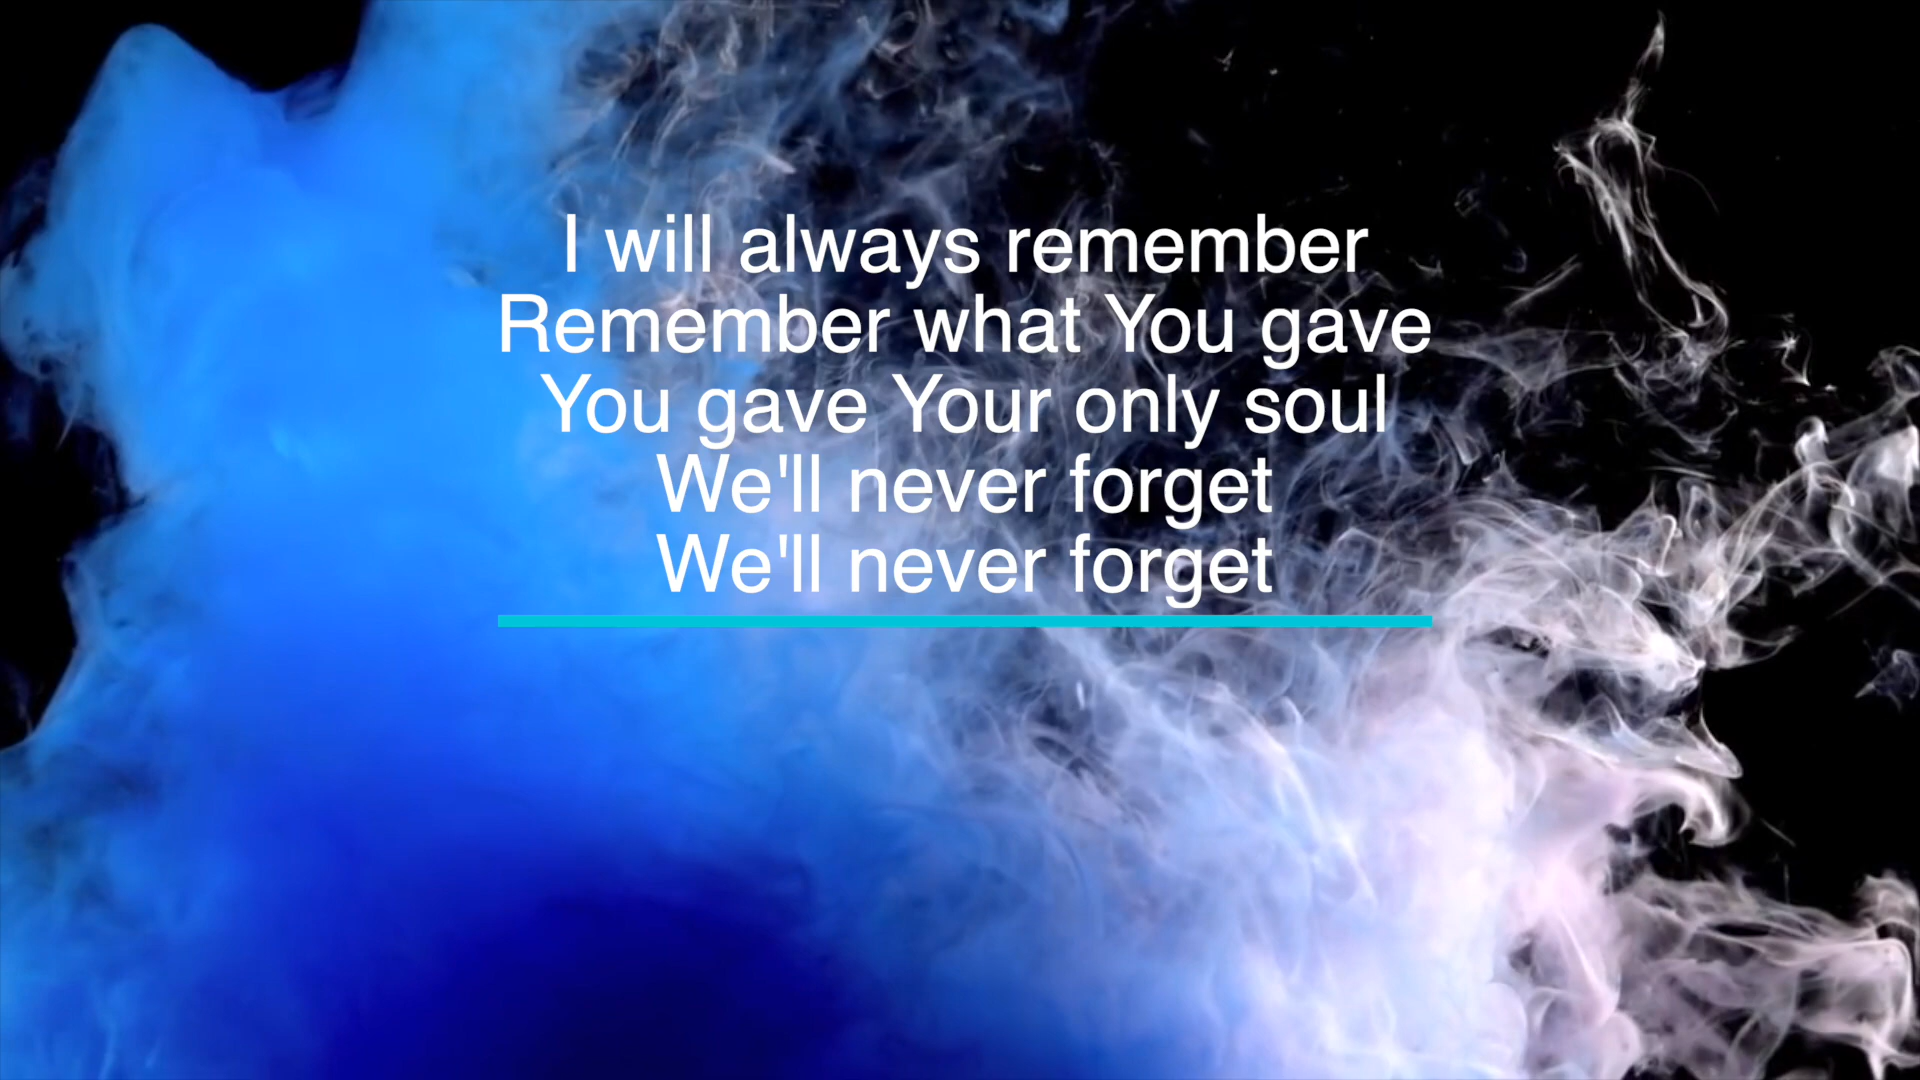 I will always remember
Remember what You gave
You gave Your only soul
We'll never forget
We'll never forget